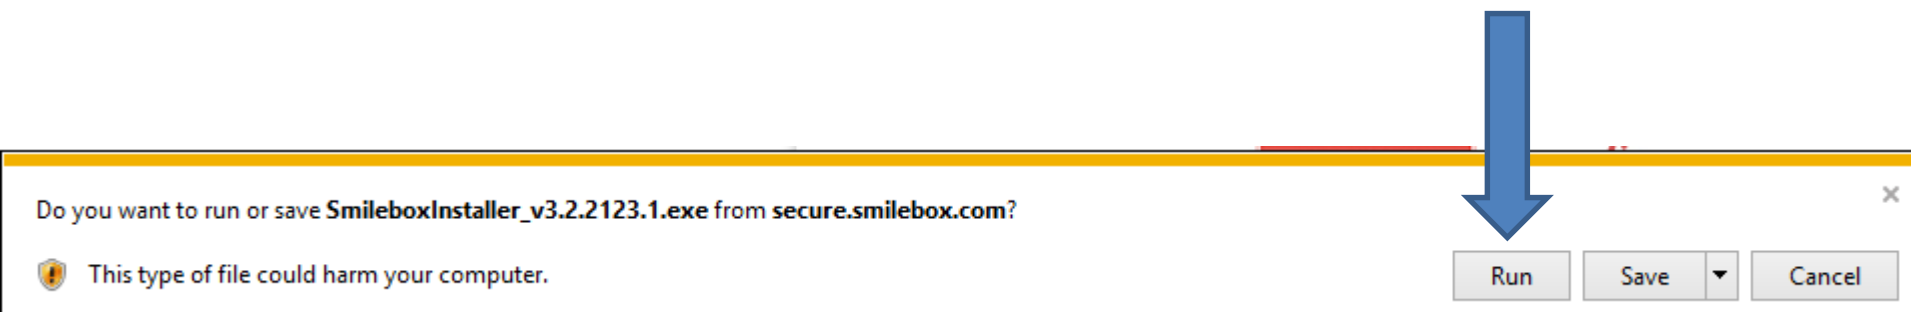 Do you want to run or save SmileboxInstaller_v3.2.2123.1.exe from secure.smilebox.com?
This type of file could harm your computer.
Run Save Cancel